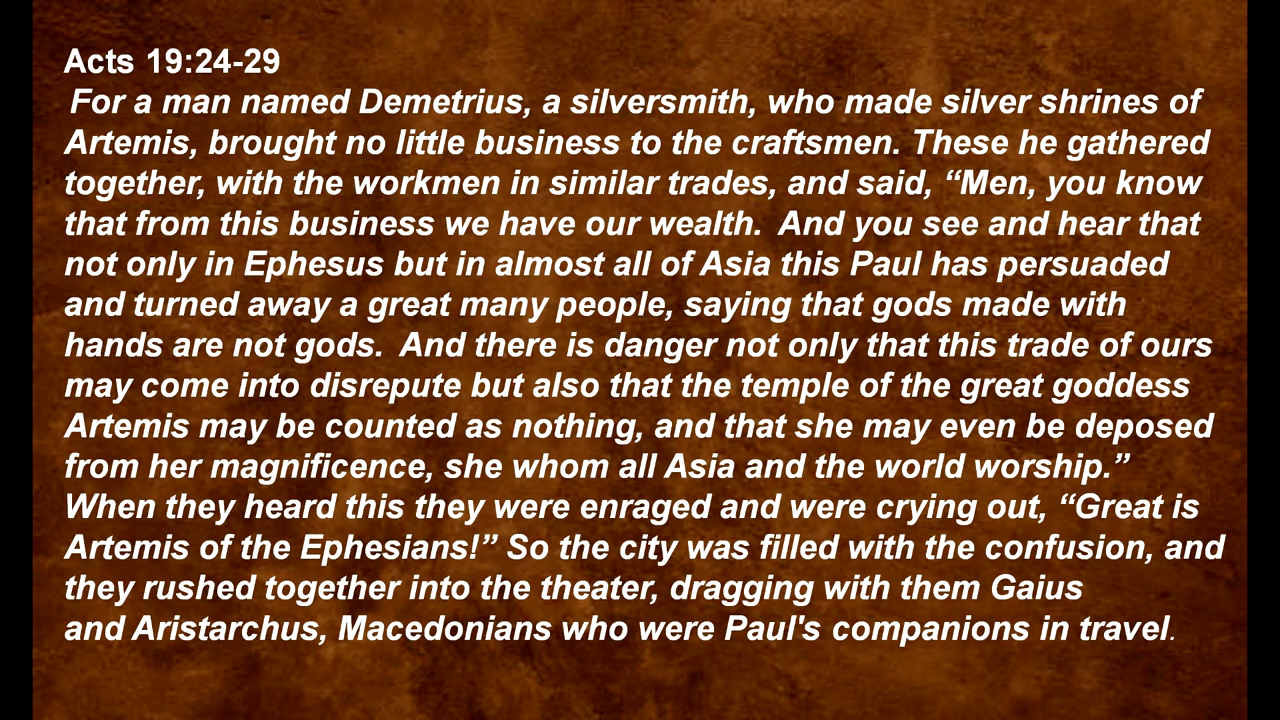 Acts 19:24-29
For a man named Demetrius, a silversmith, who made silver shrines of
Artemis, brought no little business to the craftsmen. These he gathered
together, with the workmen in similar trades, and said, “Men, you know
that from this business we have our wealth.  And you see and hear that
not only in Ephesus but in almost all of Asia this Paul has persuaded
and turned away a great many people, saying that gods made with
hands are not gods.  And there is danger not only that this trade of ours
may come into disrepute but also that the temple of the great goddess
Artemis may be counted as nothing, and that she may even be deposed
from her magnificence, she whom all Asia and the world worship.”
When they heard this they were enraged and were crying out, “Great is
Artemis of the Ephesians!” So the city was filled with the confusion, and
they rushed together into the theater, dragging with them Gaius
and Aristarchus, Macedonians who were Paul's companions in travel.